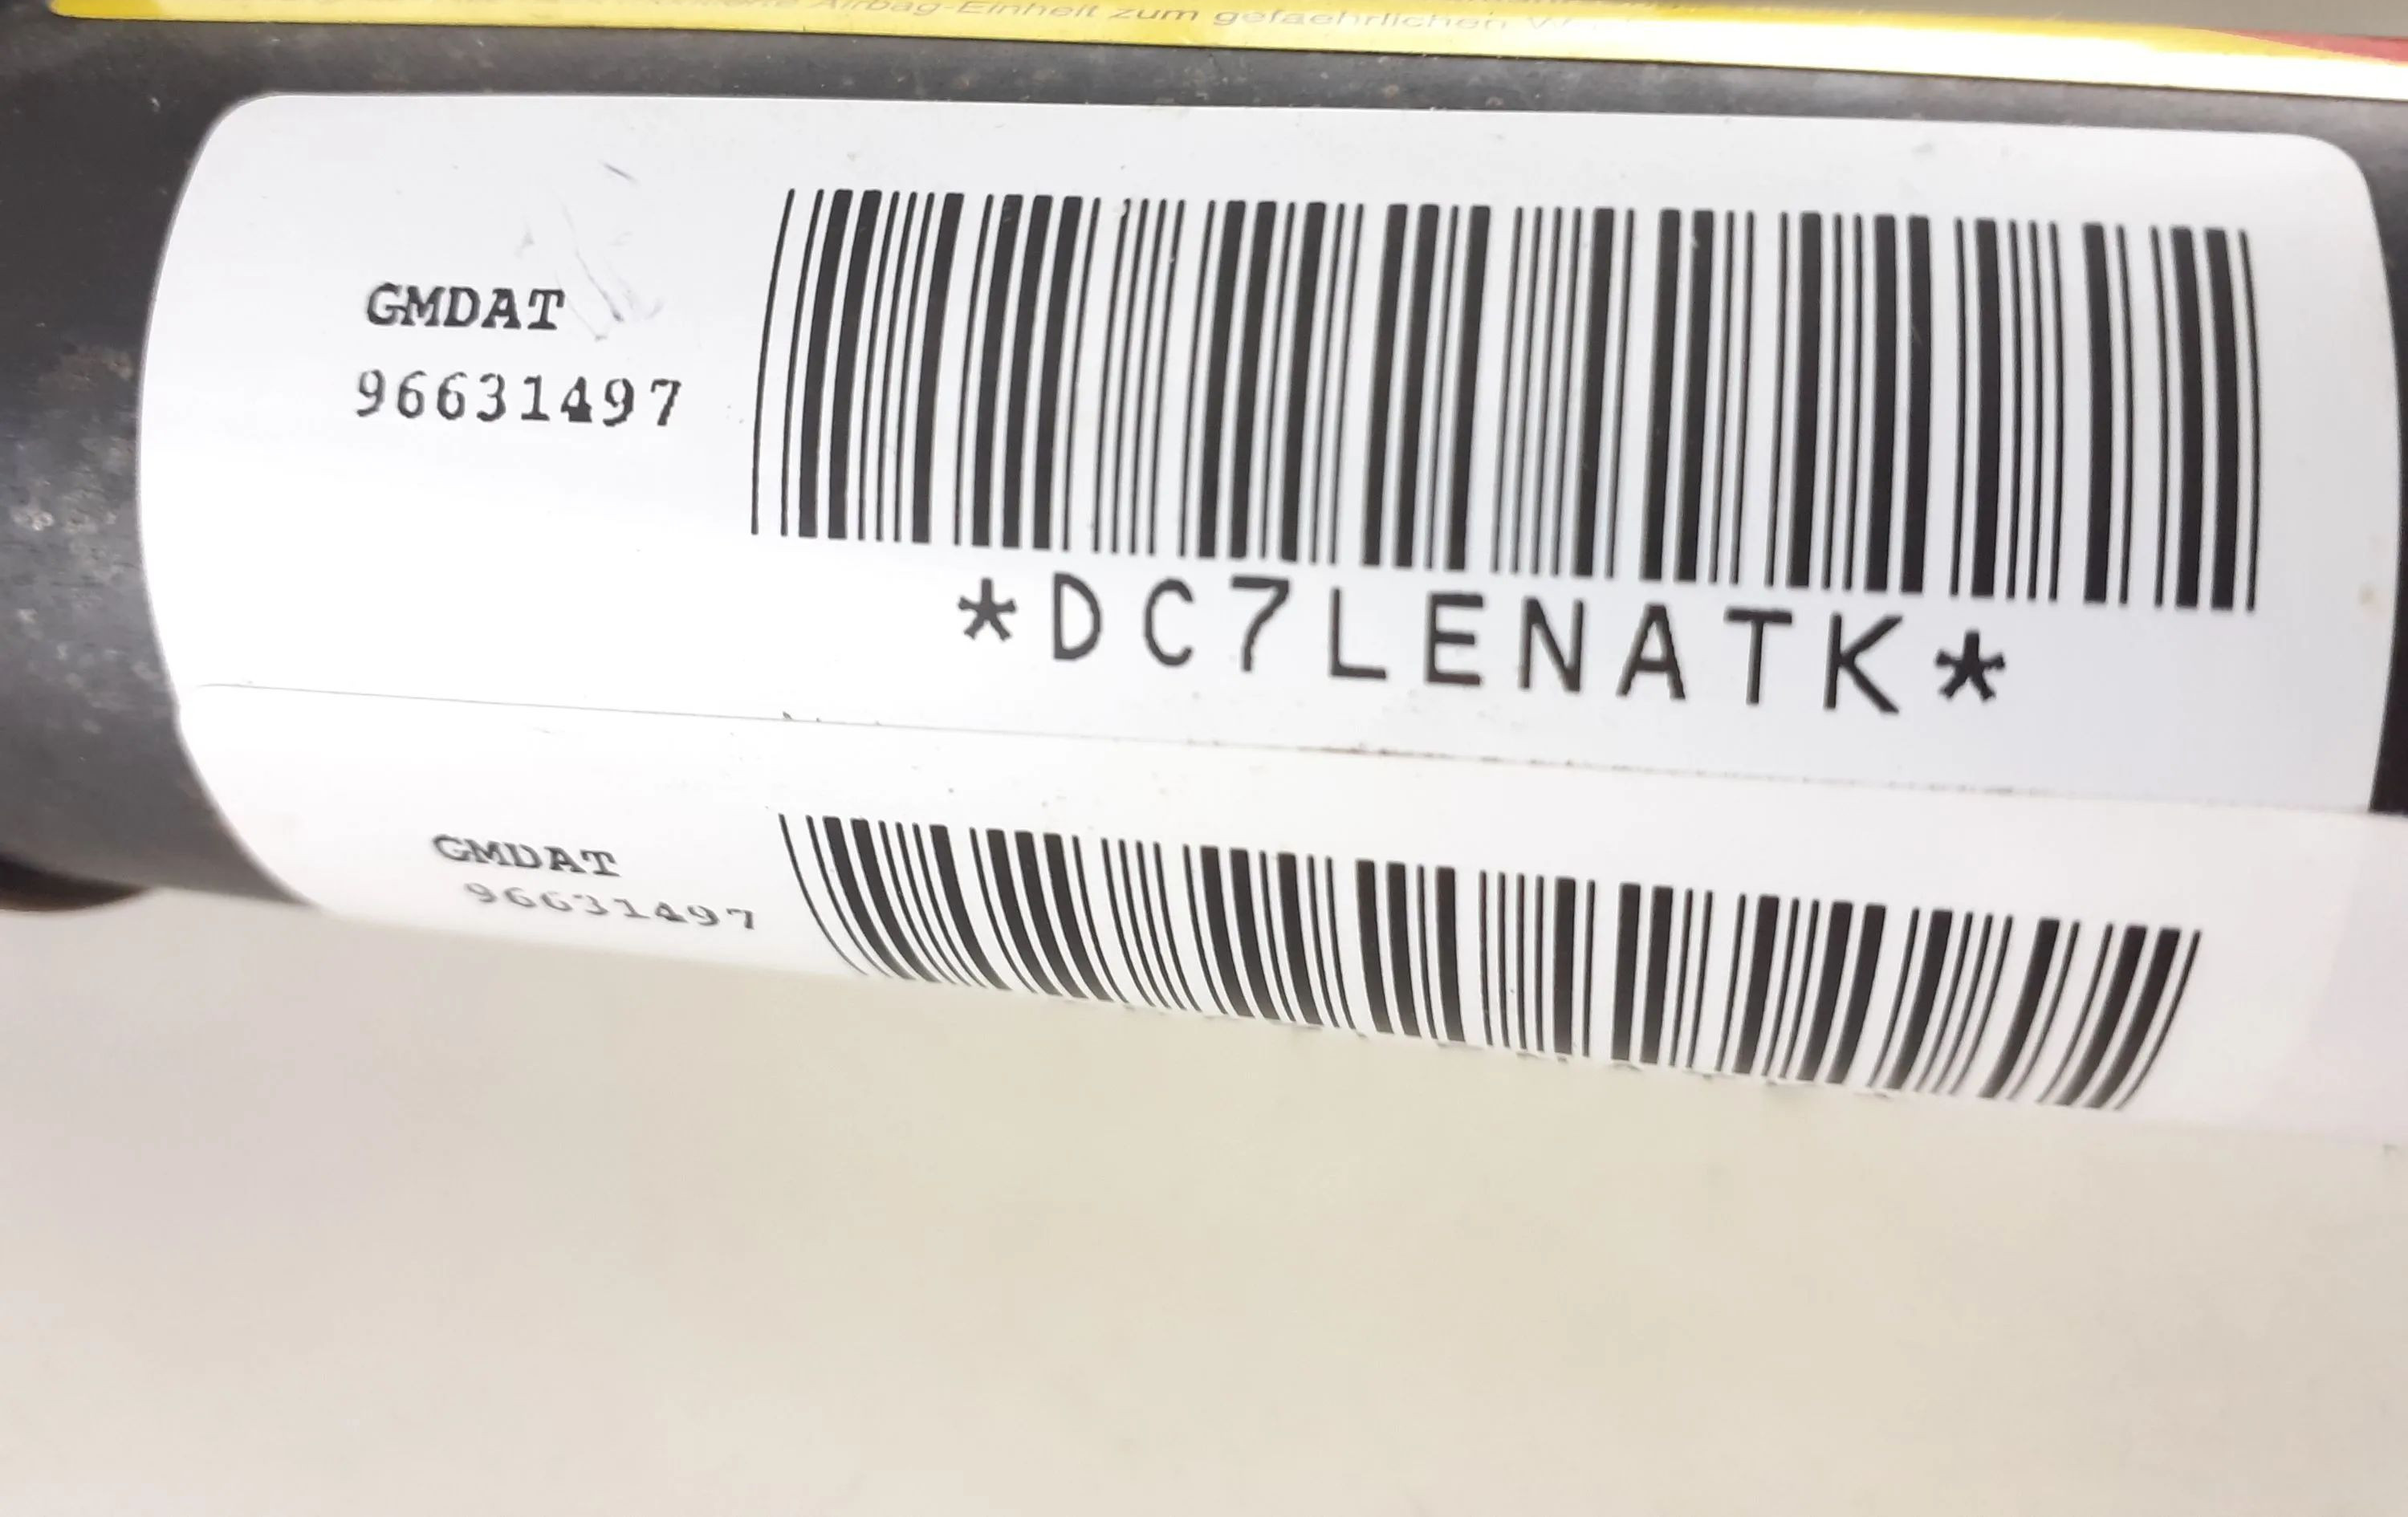 Airbag-Einheit zum gefaehrlichen
GMDAT
96631497
*DC7LENATK*
GMDAT
96631497